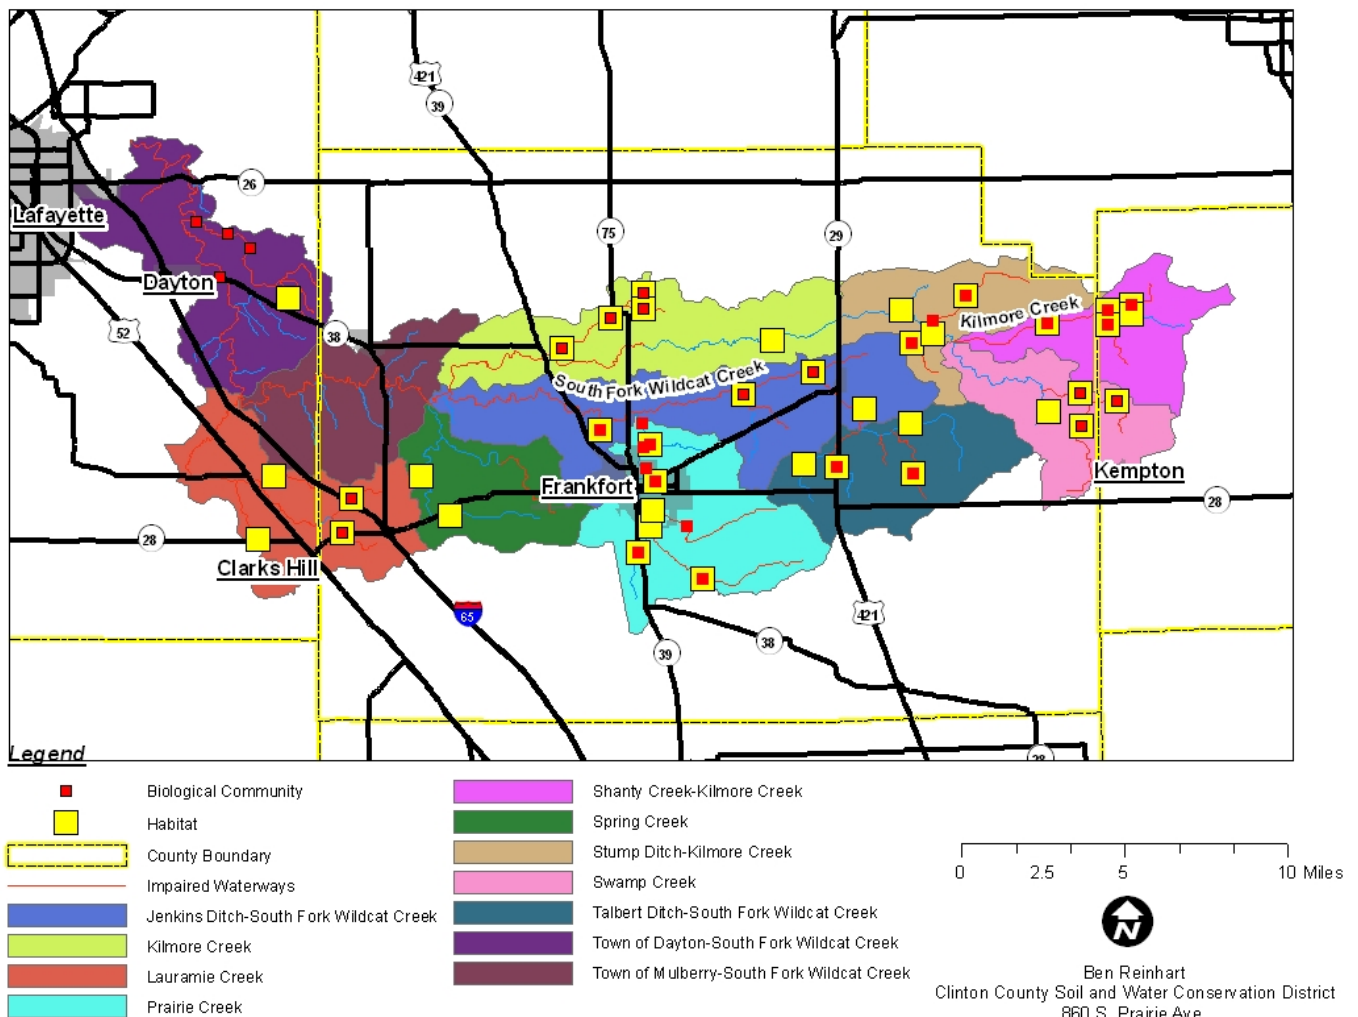 421
39
26
Lafayette
75
29
Dayton
52
38
Kilmore Creek
South Fork Wildcat Creek
Kempton
Frankfort
28
28
Clarks Hill
65
421
39
38
Legend
Biological Community
Habitat
County Boundary
Impaired Waterways
Jenkins Ditch-South Fork Wildcat Creek
Kilmore Creek
Lauramie Creek
Prairie Creek
Shanty Creek-Kilmore Creek
Spring Creek
Stump Ditch-Kilmore Creek
Swamp Creek
Talbert Ditch-South Fork Wildcat Creek
Town of Dayton-South Fork Wildcat Creek
Town of Mulberry-South Fork Wildcat Creek
0 2.5 5 10 Miles
N
Ben Reinhart
Clinton County Soil and Water Conservation District
860 S. Prairie Ave